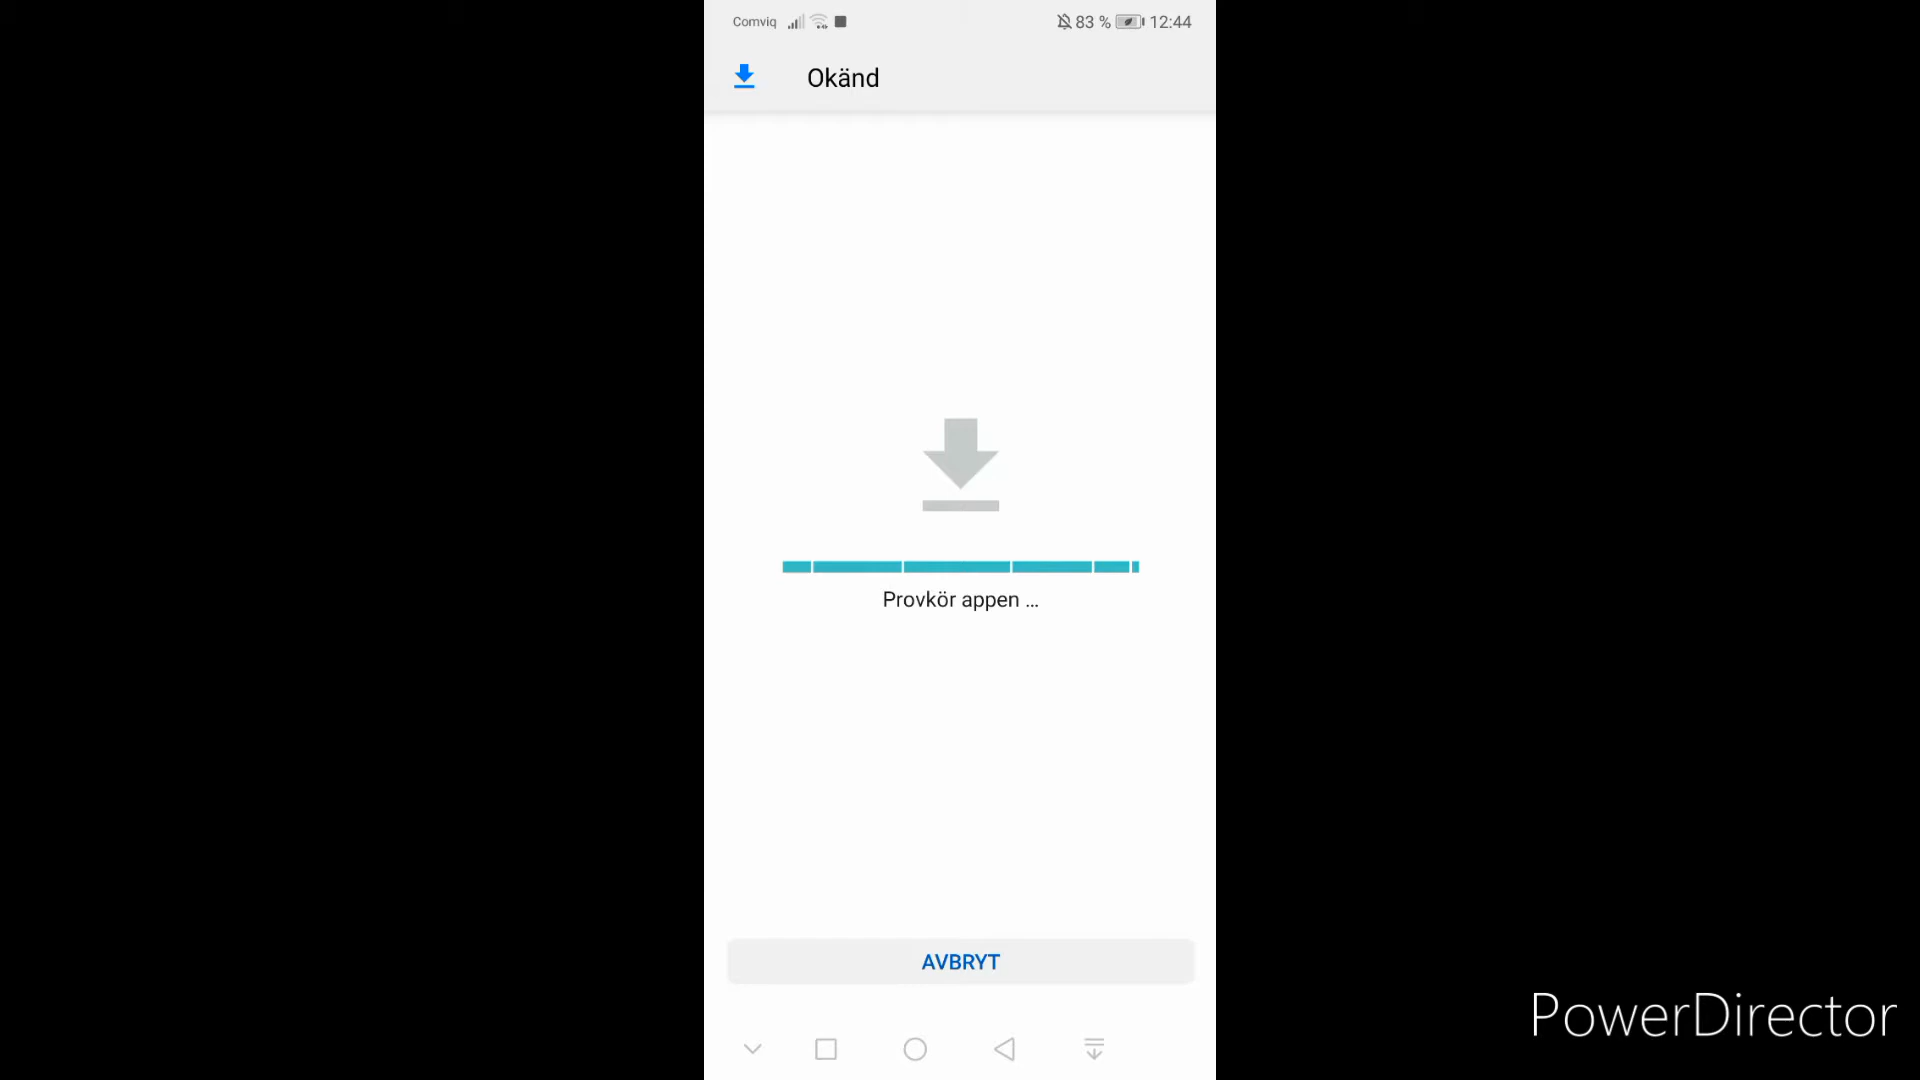 Comviq 83 % 12:44
Okänd
Provkör appen ...
AVBRYT
PowerDirector